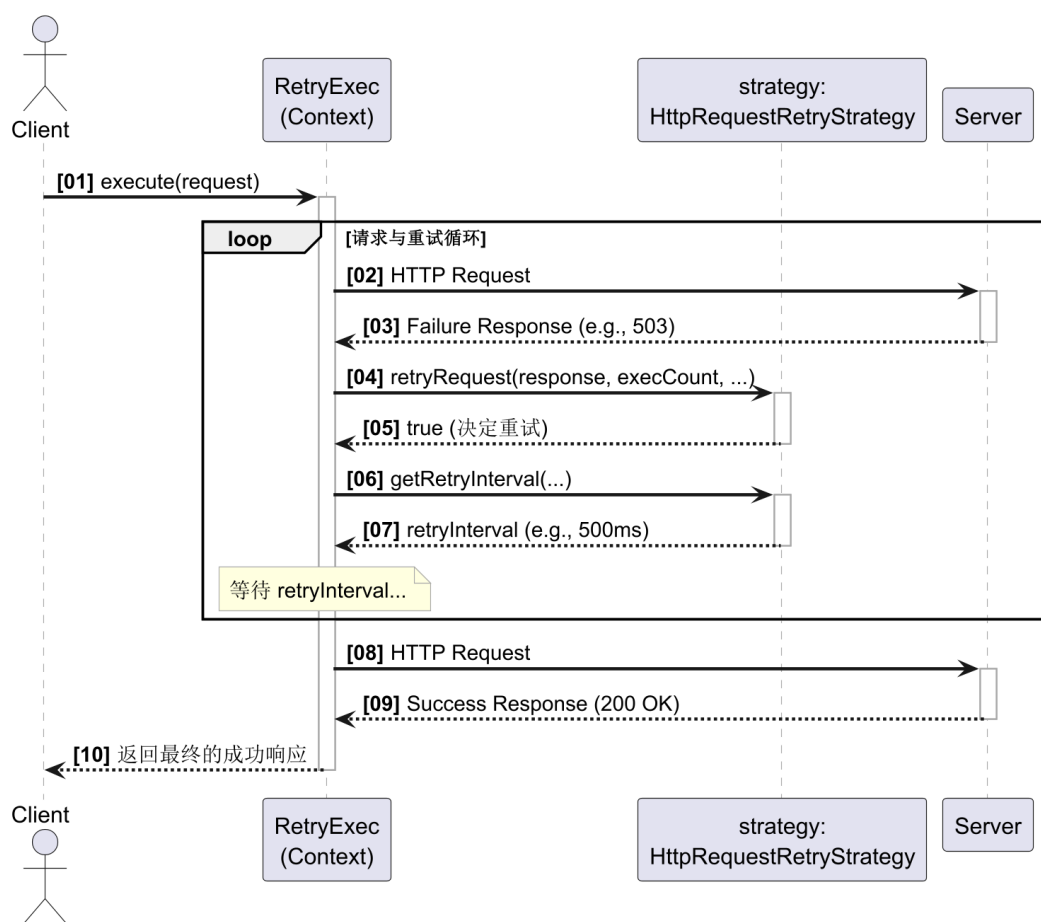 Client
RetryExec
(Context)
strategy:
HttpRequestRetryStrategy
Server
[01] execute(request)
loop
[请求与重试循环]
[02] HTTP Request
[03] Failure Response (e.g., 503)
[04] retryRequest(response, execCount, ...)
[05] true (决定重试)
[06] getRetryInterval(...)
[07] retryInterval (e.g., 500ms)
等待 retryInterval...
[08] HTTP Request
[09] Success Response (200 OK)
[10] 返回最终的成功响应
Client
RetryExec
(Context)
strategy:
HttpRequestRetryStrategy
Server